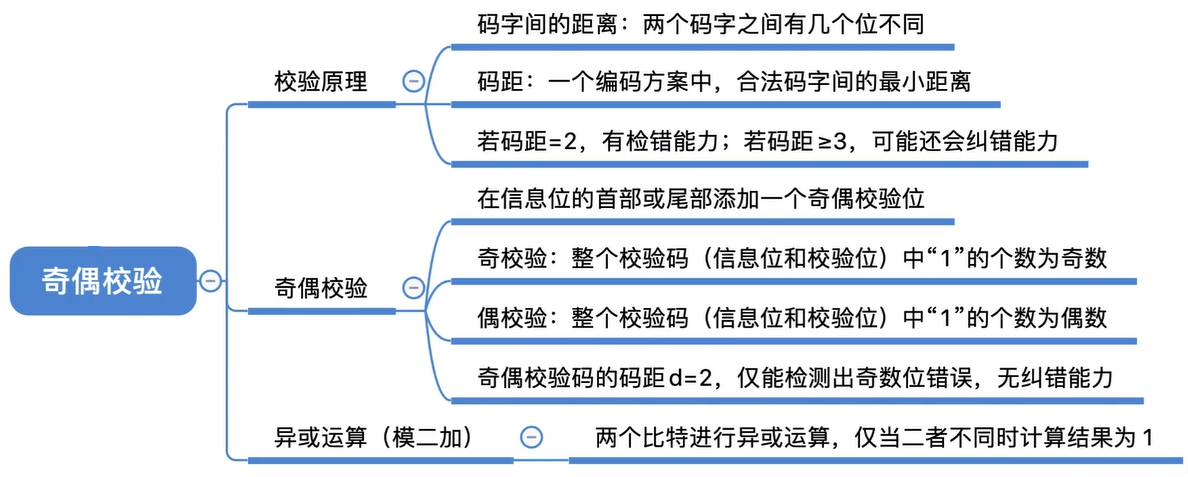 奇偶校验
校验原理
码字间的距离：两个码字之间有几个位不同
码距：一个编码方案中，合法码字间的最小距离
若码距=2，有检错能力；若码距≥3，可能还会纠错能力
奇偶校验
在信息位的首部或尾部添加一个奇偶校验位
奇校验：整个校验码（信息位和校验位）中“1”的个数为奇数
偶校验：整个校验码（信息位和校验位）中“1”的个数为偶数
奇偶校验码的码距d=2，仅能检测出奇数位错误，无纠错能力
异或运算（模二加）
两个比特进行异或运算，仅当二者不同时计算结果为1